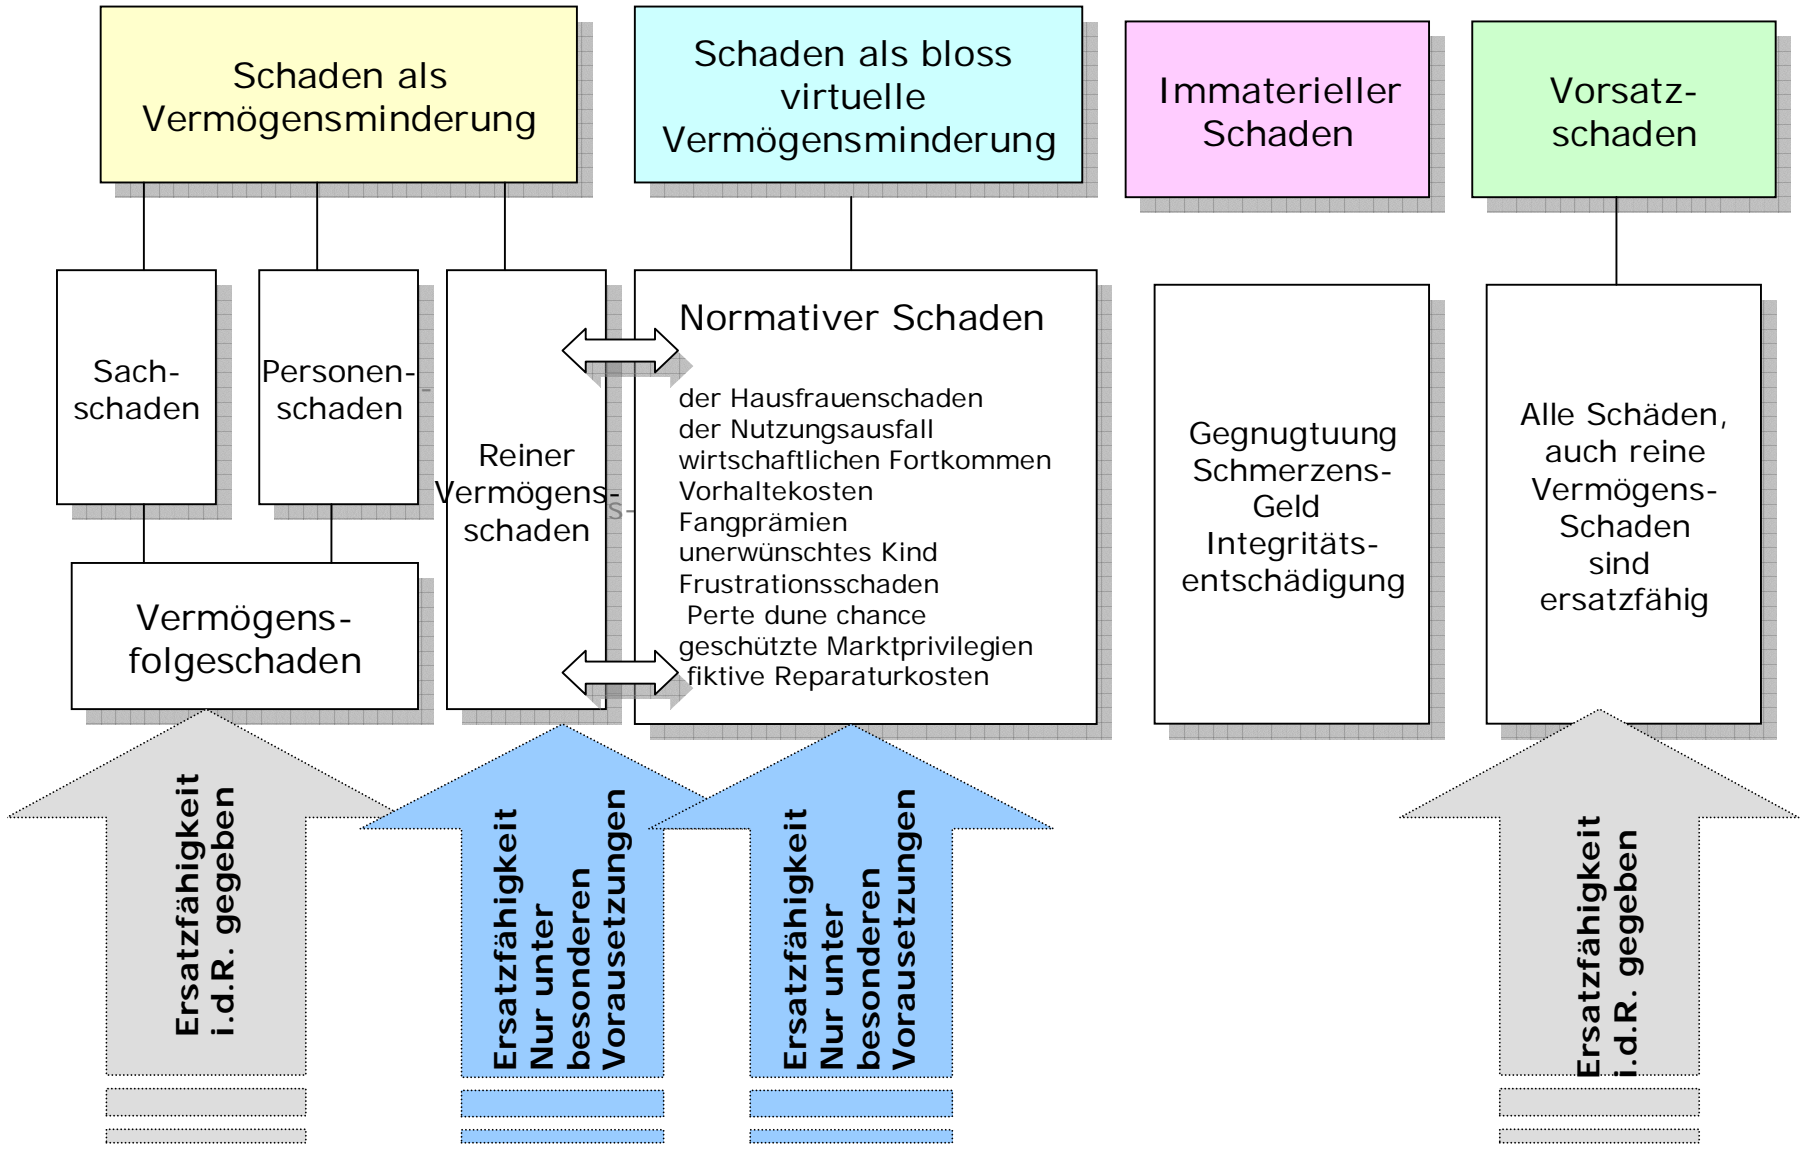 Schaden als
Vermögensminderung
Schaden als bloss
virtuelle
Vermögensminderung
Immaterieller
Schaden
Vorsatz-
schaden
Sach-
schaden
Personen-
schaden
Reiner
Vermögens-
schaden
Vermögens-
folgeschaden
Normativer Schaden
der Hausfrauenschaden
der Nutzungsausfall
wirtschaftlichen Fortkommen
Vorhaltekosten
Fangprämien
unerwünschtes Kind
Frustrationsschaden
Perte dune chance
geschützte Marktprivilegien
fiktive Reparaturkosten
Gegnugtuung
Schmerzens-
Geld
Integritäts-
entschädigung
Alle Schäden,
auch reine
Vermögens-
Schaden
sind
ersatzfähig
Ersatzfähigkeit
i.d.R. gegeben
Ersatzfähigkeit
Nur unter
besonderen
Vorausetzungen
Ersatzfähigkeit
Nur unter
besonderen
Vorausetzungen
Ersatzfähigkeit
i.d.R. gegeben